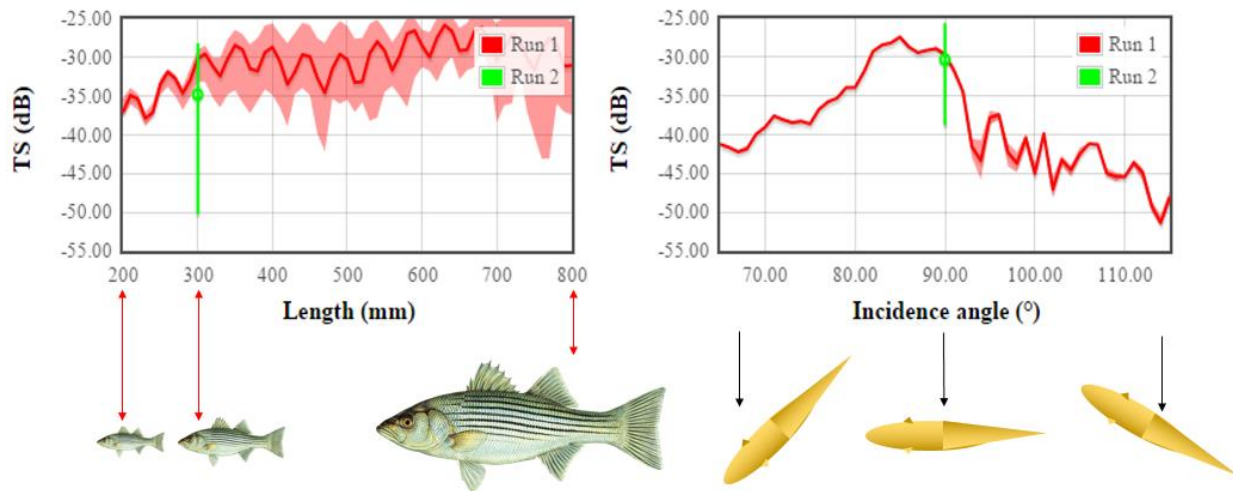 -25.00
-30.00
-35.00
-40.00
-45.00
-50.00
-55.00
TS (dB)
Run 1
Run 2
200 300 400 500 600 700 800
Length (mm)
-25.00
-30.00
-35.00
-40.00
-45.00
-50.00
-55.00
TS (dB)
Run 1
Run 2
70.00 80.00 90.00 100.00 110.00
Incidence angle (°)